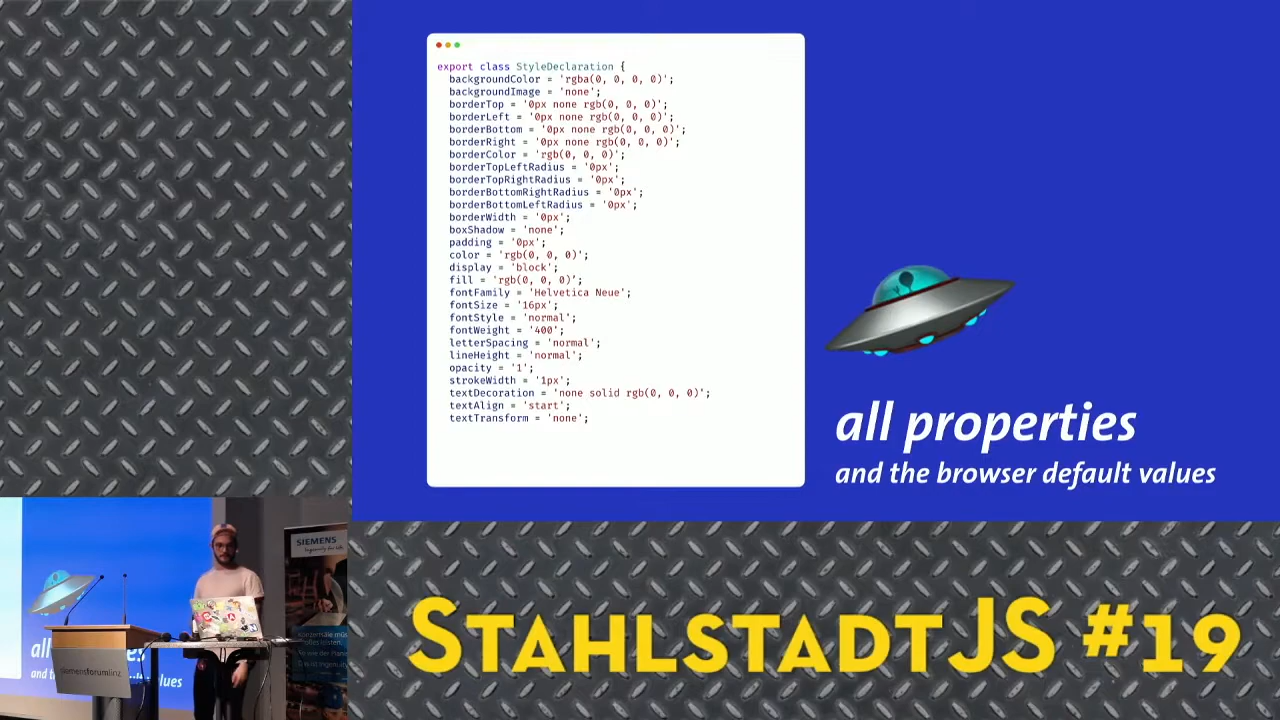 export class StyleDeclaration {
backgroundColor = 'rgba(0, 0, 0, 0)';
backgroundImage = 'none';
borderTop = '0px none rgb(0, 0, 0)';
borderLeft = '0px none rgb(0, 0, 0)';
borderBottom = '0px none rgb(0, 0, 0)';
borderRight = '0px none rgb(0, 0, 0)';
borderColor = 'rgb(0, 0, 0)';
borderTopLeftRadius = '0px';
borderTopRightRadius = '0px';
borderBottomRightRadius = '0px';
borderBottomLeftRadius = '0px';
borderWidth = '0px';
boxShadow = 'none';
padding = '0px';
color = 'rgb(0, 0, 0)';
display = 'block';
fill = 'rgb(0, 0, 0)';
fontFamily = 'Helvetica Neue';
fontSize = '16px';
fontStyle = 'normal';
fontWeight = '400';
letterSpacing = 'normal';
lineHeight = 'normal';
opacity = '1';
strokeWidth = '1px';
textDecoration = 'none solid rgb(0, 0, 0)';
textAlign = 'start';
textTransform = 'none';
all properties
and the browser default values
SIEMENS
siemensforumlinz
STAHLSTADTJS #19